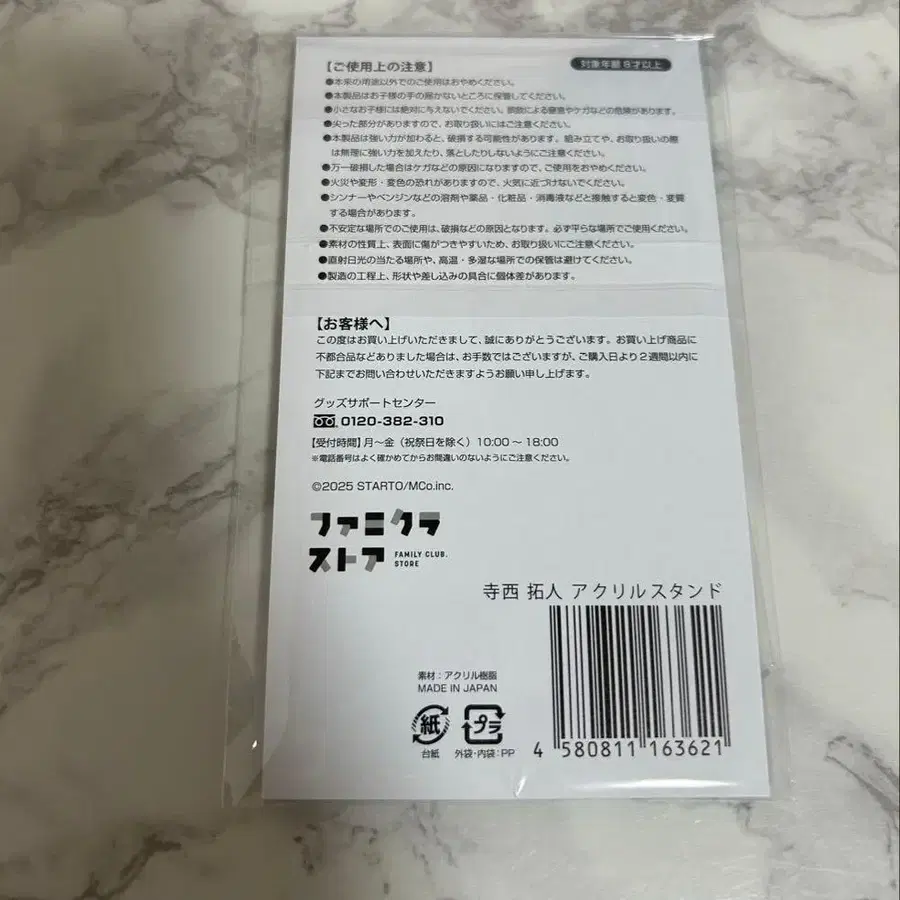 【ご使用上の注意】
対象年齢 8才以上
●本来の用途以外でのご使用はおやめください。
●本製品はお子様の手の届かないところに保管してください。
●小さなお子様には絶対に与えないでください。誤飲による窒息やケガなどの危険があります。
●尖った部分がありますので、お取り扱いにはご注意ください。
●本製品は強い力が加わると、破損する可能性があります。組み立てや、お取り扱いの際
は無理に強い力を加えたり、落としたりしないようにご注意ください。
●万一破損した場合はケガなどの原因になりますので、ご使用をおやめください。
●火災や変形・変色の恐れがありますので、火気に近づけないでください。
●シンナーやベンジンなどの溶剤や薬品・化粧品・消毒液などと接触すると変色・変質
する場合があります。
●不安定な場所でのご使用は、破損などの原因となります。必ず平らな場所でご使用ください。
●素材の性質上、表面に傷がつきやすいため、お取り扱いにご注意ください。
●直射日光の当たる場所や、高温・多湿な場所での保管は避けてください。
●製造の工程上、形状や差し込みの具合に個体差があります。
【お客様へ】
この度はお買い上げいただきまして、誠にありがとうございます。お買い上げ商品に
不都合品などありました場合は、お手数ではございますが、ご購入日より２週間以内に
下記までお問い合わせいただきますようお願い申し上げます。
グッズサポートセンター
0120-382-310
【受付時間】月〜金（祝祭日を除く）10:00〜18:00
※電話番号はよく確かめてからお間違いのないようにご注意ください。
©2025 STARTO/MCo.inc.
ファミクラ
ストア
FAMILY CLUB.
STORE
寺西 拓人 アクリルスタンド
素材：アクリル樹脂
MADE IN JAPAN
紙
プラ
台紙
外袋・内袋：PP
4 580811 163621